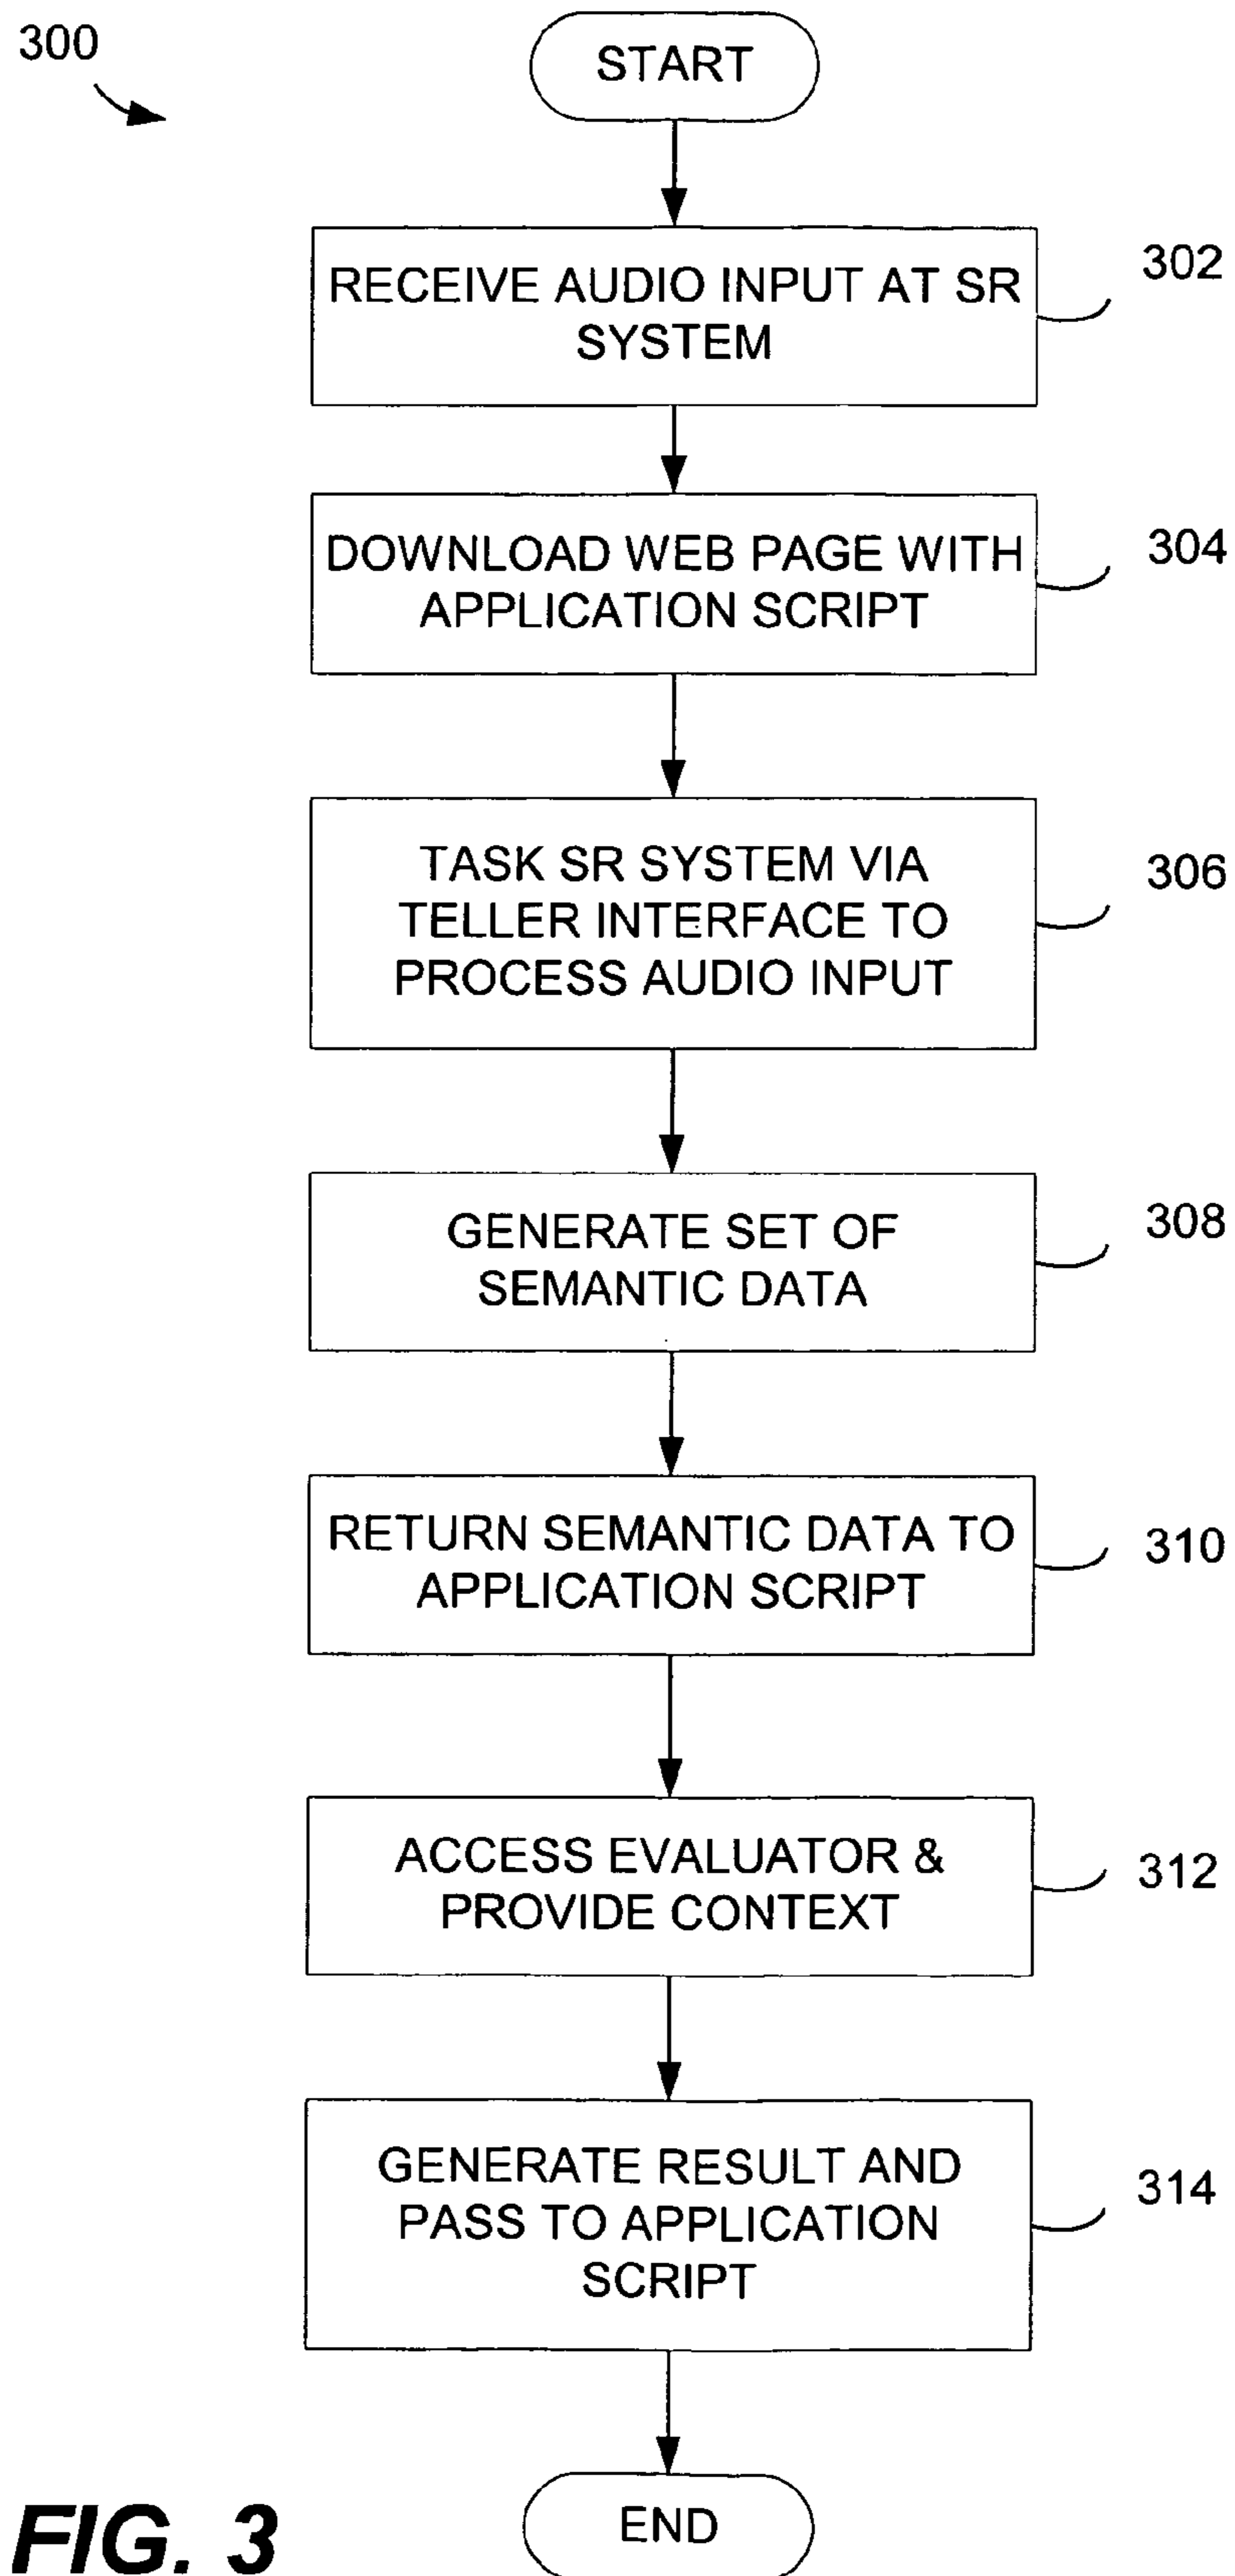 300
START
RECEIVE AUDIO INPUT AT SR
SYSTEM
302
DOWNLOAD WEB PAGE WITH
APPLICATION SCRIPT
304
TASK SR SYSTEM VIA
TELLER INTERFACE TO
PROCESS AUDIO INPUT
306
GENERATE SET OF
SEMANTIC DATA
308
RETURN SEMANTIC DATA TO
APPLICATION SCRIPT
310
ACCESS EVALUATOR &
PROVIDE CONTEXT
312
GENERATE RESULT AND
PASS TO APPLICATION
SCRIPT
314
END
FIG. 3